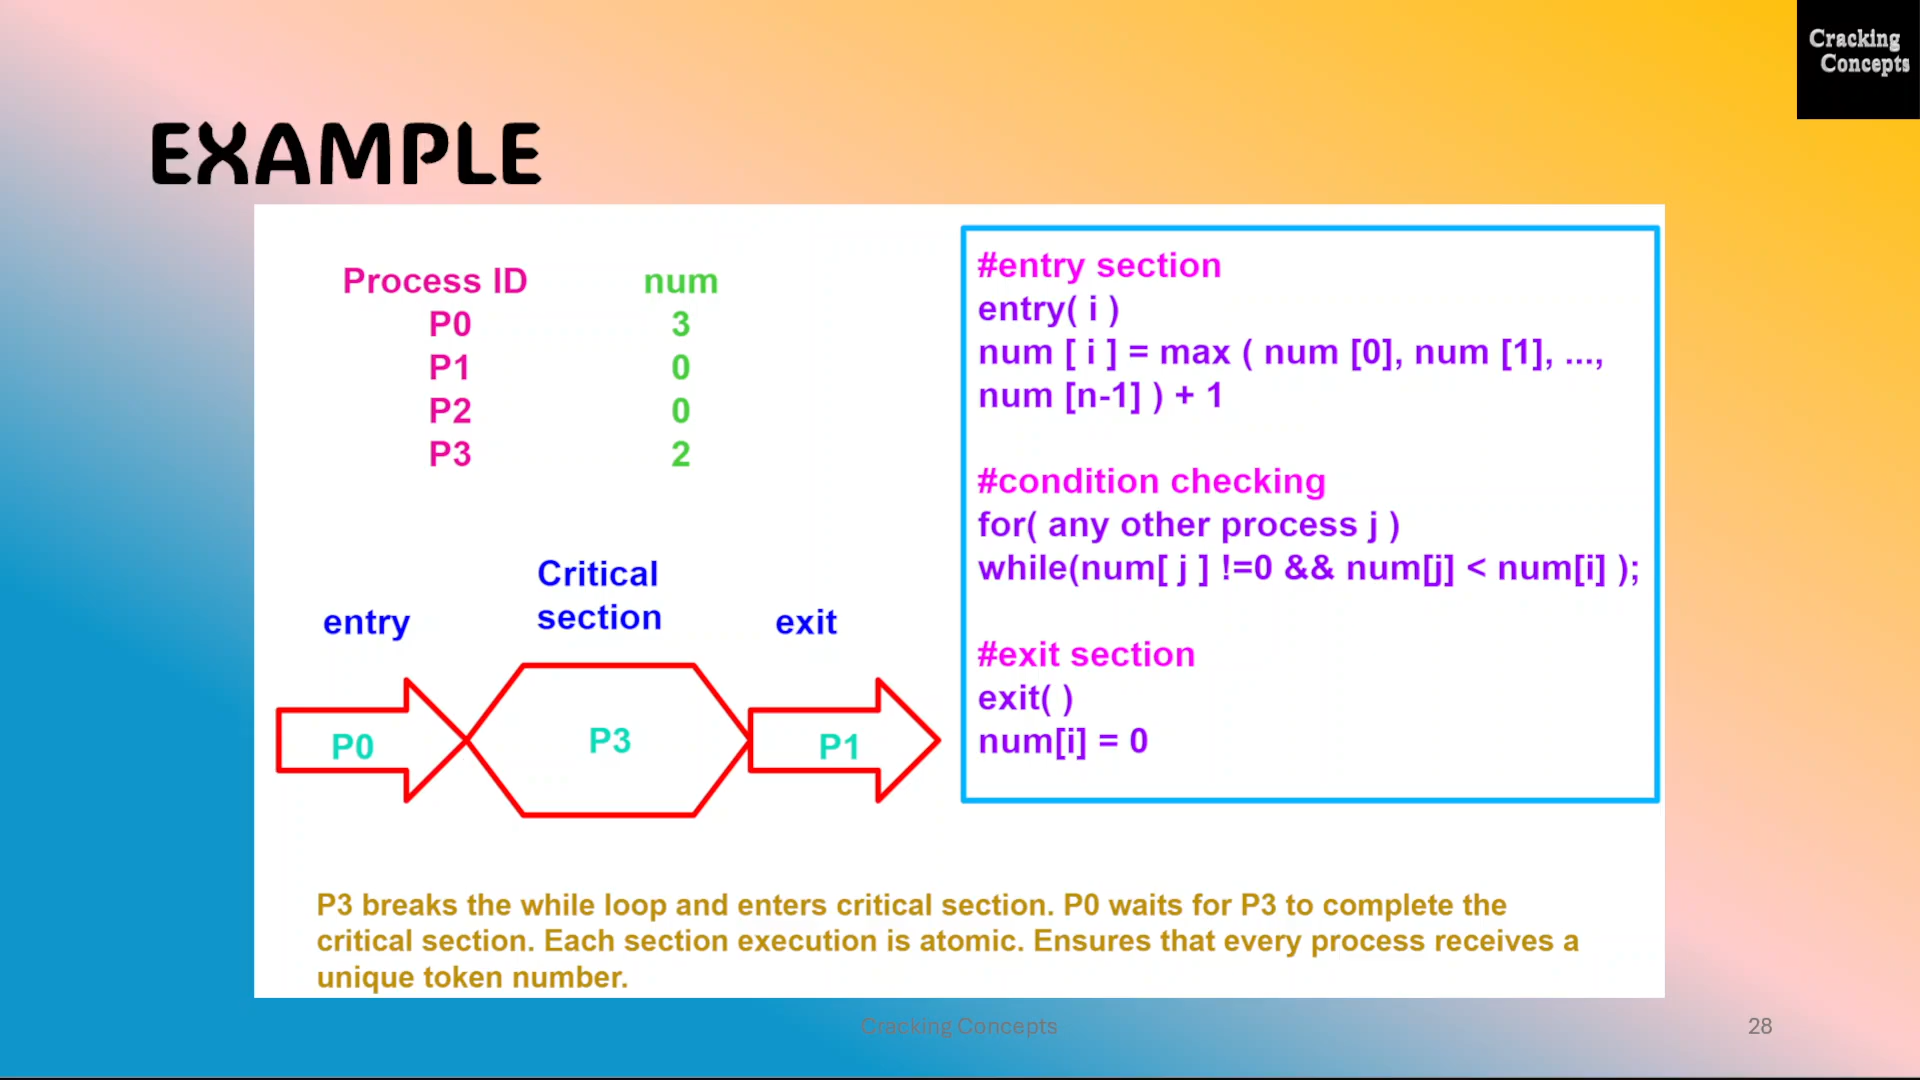 Cracking
Concepts
EXAMPLE
Process ID num
P0 3
P1 0
P2 0
P3 2
Critical
section
entry
exit
P0
P3
P1
#entry section
entry( i )
num [ i ] = max ( num [0], num [1], ...,
num [n-1] ) + 1
#condition checking
for( any other process j )
while(num[ j ] !=0 && num[j] < num[i] );
#exit section
exit( )
num[i] = 0
P3 breaks the while loop and enters critical section. P0 waits for P3 to complete the
critical section. Each section execution is atomic. Ensures that every process receives a
unique token number.
Cracking Concepts
28